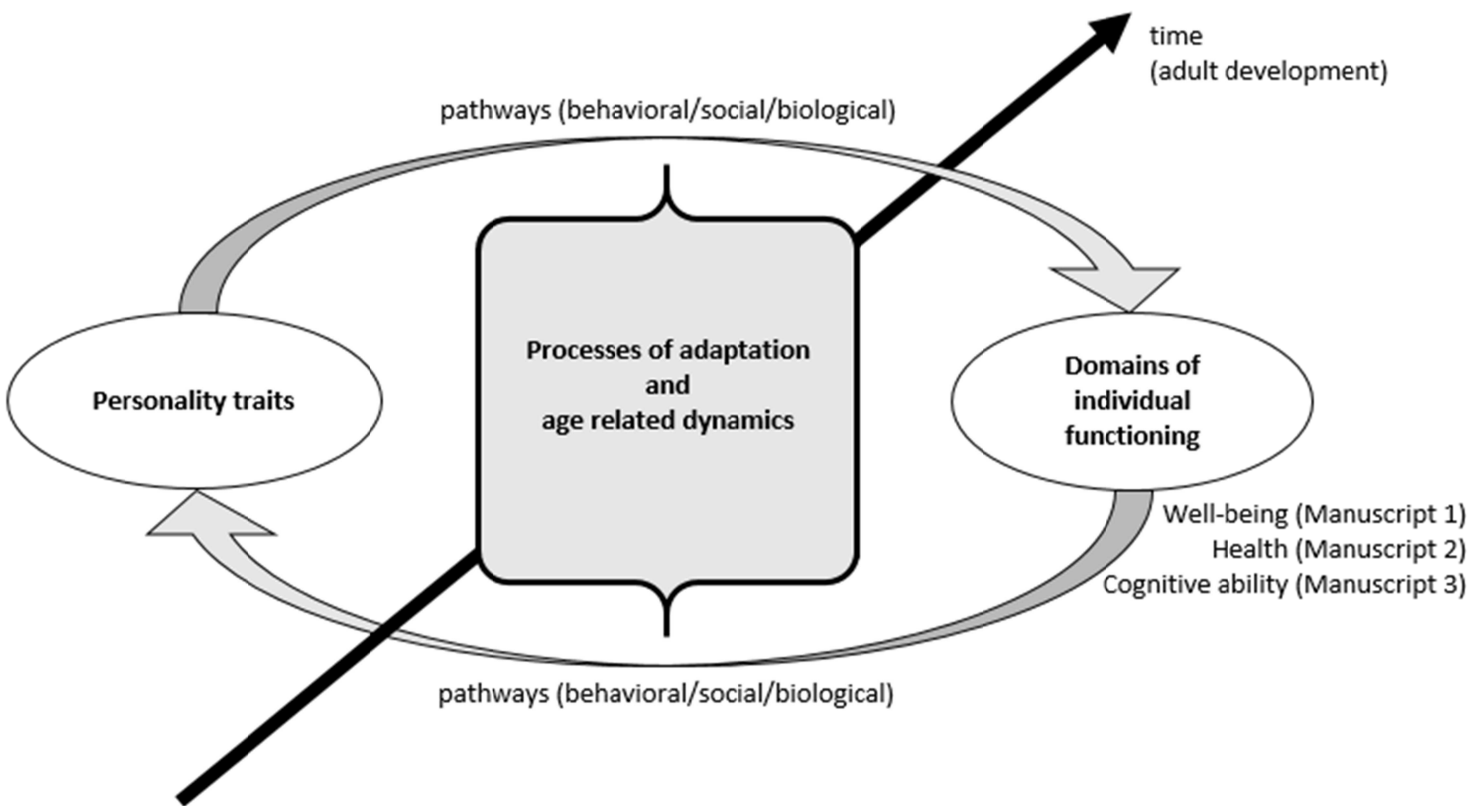 time
(adult development)
pathways (behavioral/social/biological)
Processes of adaptation
and
age related dynamics
Personality traits
Domains of
individual
functioning
Well-being (Manuscript 1)
Health (Manuscript 2)
Cognitive ability (Manuscript 3)
pathways (behavioral/social/biological)